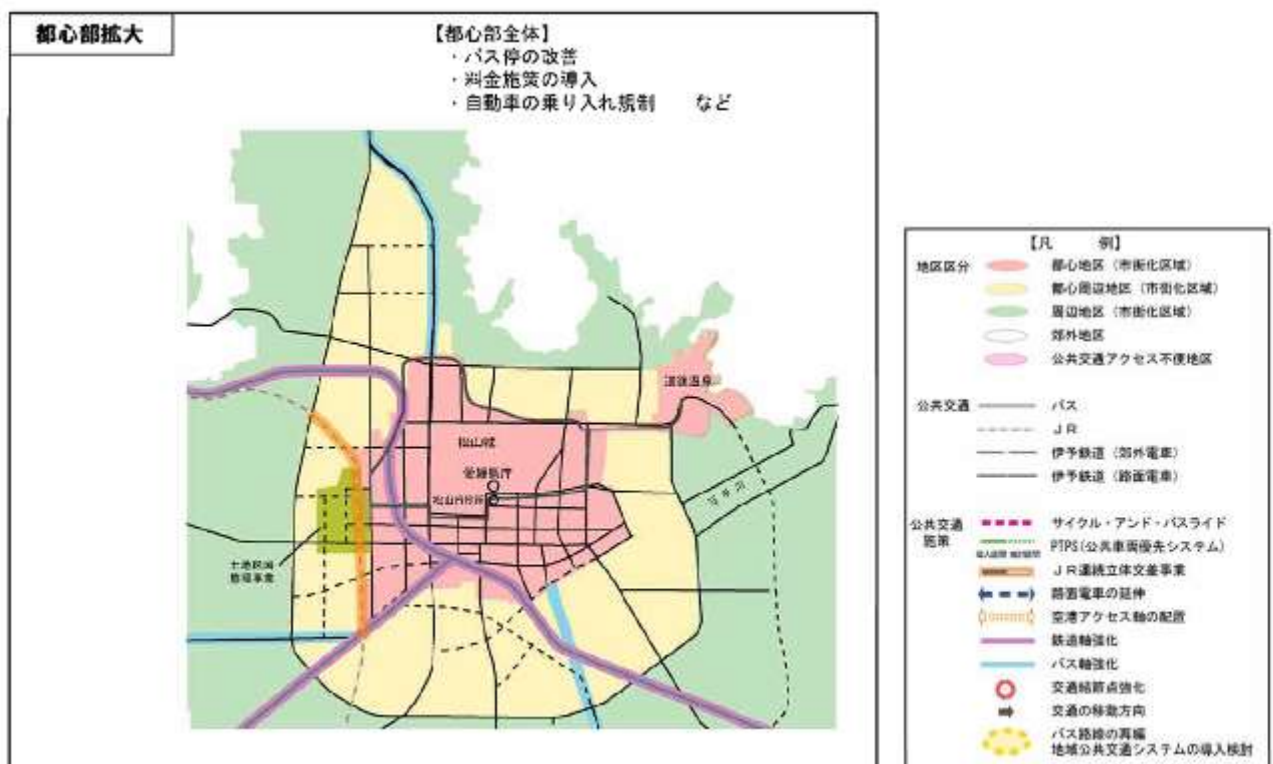 都心部拡大
【都心部全体】
・バス停の改善
・料金施策の導入
・自動車の乗り入れ規制　など
道後温泉
松山城
愛媛県庁
松山市役所
土地区画
整理事業
【凡　例】
地区区分
都心地区（市街化区域）
都心周辺地区（市街化区域）
周辺地区（市街化区域）
郊外地区
公共交通アクセス不便地区
公共交通
バス
ＪＲ
伊予鉄道（郊外電車）
伊予鉄道（路面電車）
公共交通
施策
サイクル・アンド・バスライド
PTPS(公共車両優先システム)
ＪＲ連続立体交差事業
路面電車の延伸
空港アクセス軸の配置
鉄道軸強化
バス軸強化
交通結節点強化
交通の移動方向
バス路線の再編
地域公共交通システムの導入検討